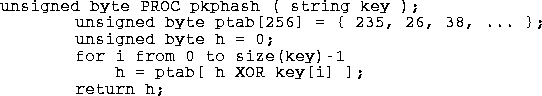 unsigned byte PROC pkphash ( string key );
unsigned byte ptab[256] = { 235, 26, 38, ... };
unsigned byte h = 0;
for i from 0 to size(key)-1
h = ptab[ h XOR key[i] ];
return h;